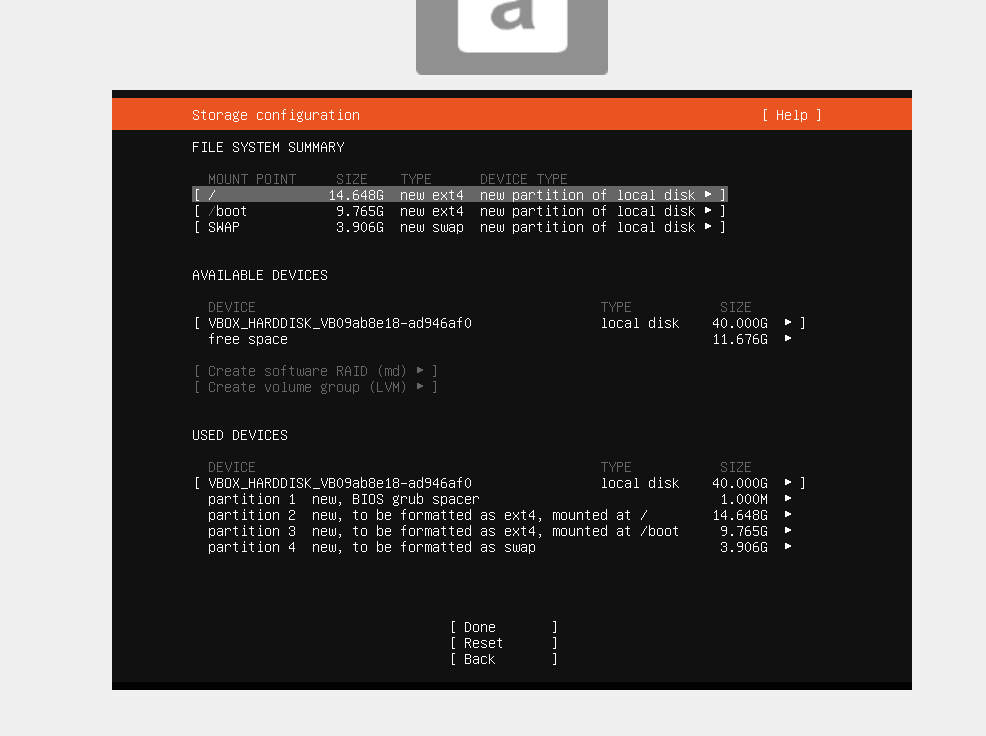 a
Storage configuration [ Help ]
FILE SYSTEM SUMMARY
MOUNT POINT SIZE TYPE DEVICE TYPE
[ / 14.648G new ext4 new partition of local disk ▸ ]
[ /boot 9.765G new ext4 new partition of local disk ▸ ]
[ SWAP 3.906G new swap new partition of local disk ▸ ]
AVAILABLE DEVICES
DEVICE TYPE SIZE
[ VBOX_HARDDISK_VB09ab8e18-ad946af0 local disk 40.000G ▸ ]
free space 11.676G ▸
[ Create software RAID (md) ▸ ]
[ Create volume group (LVM) ▸ ]
USED DEVICES
DEVICE TYPE SIZE
[ VBOX_HARDDISK_VB09ab8e18-ad946af0 local disk 40.000G ▸ ]
partition 1 new, BIOS grub spacer 1.000M ▸
partition 2 new, to be formatted as ext4, mounted at / 14.648G ▸
partition 3 new, to be formatted as ext4, mounted at /boot 9.765G ▸
partition 4 new, to be formatted as swap 3.906G ▸
[ Done ]
[ Reset ]
[ Back ]